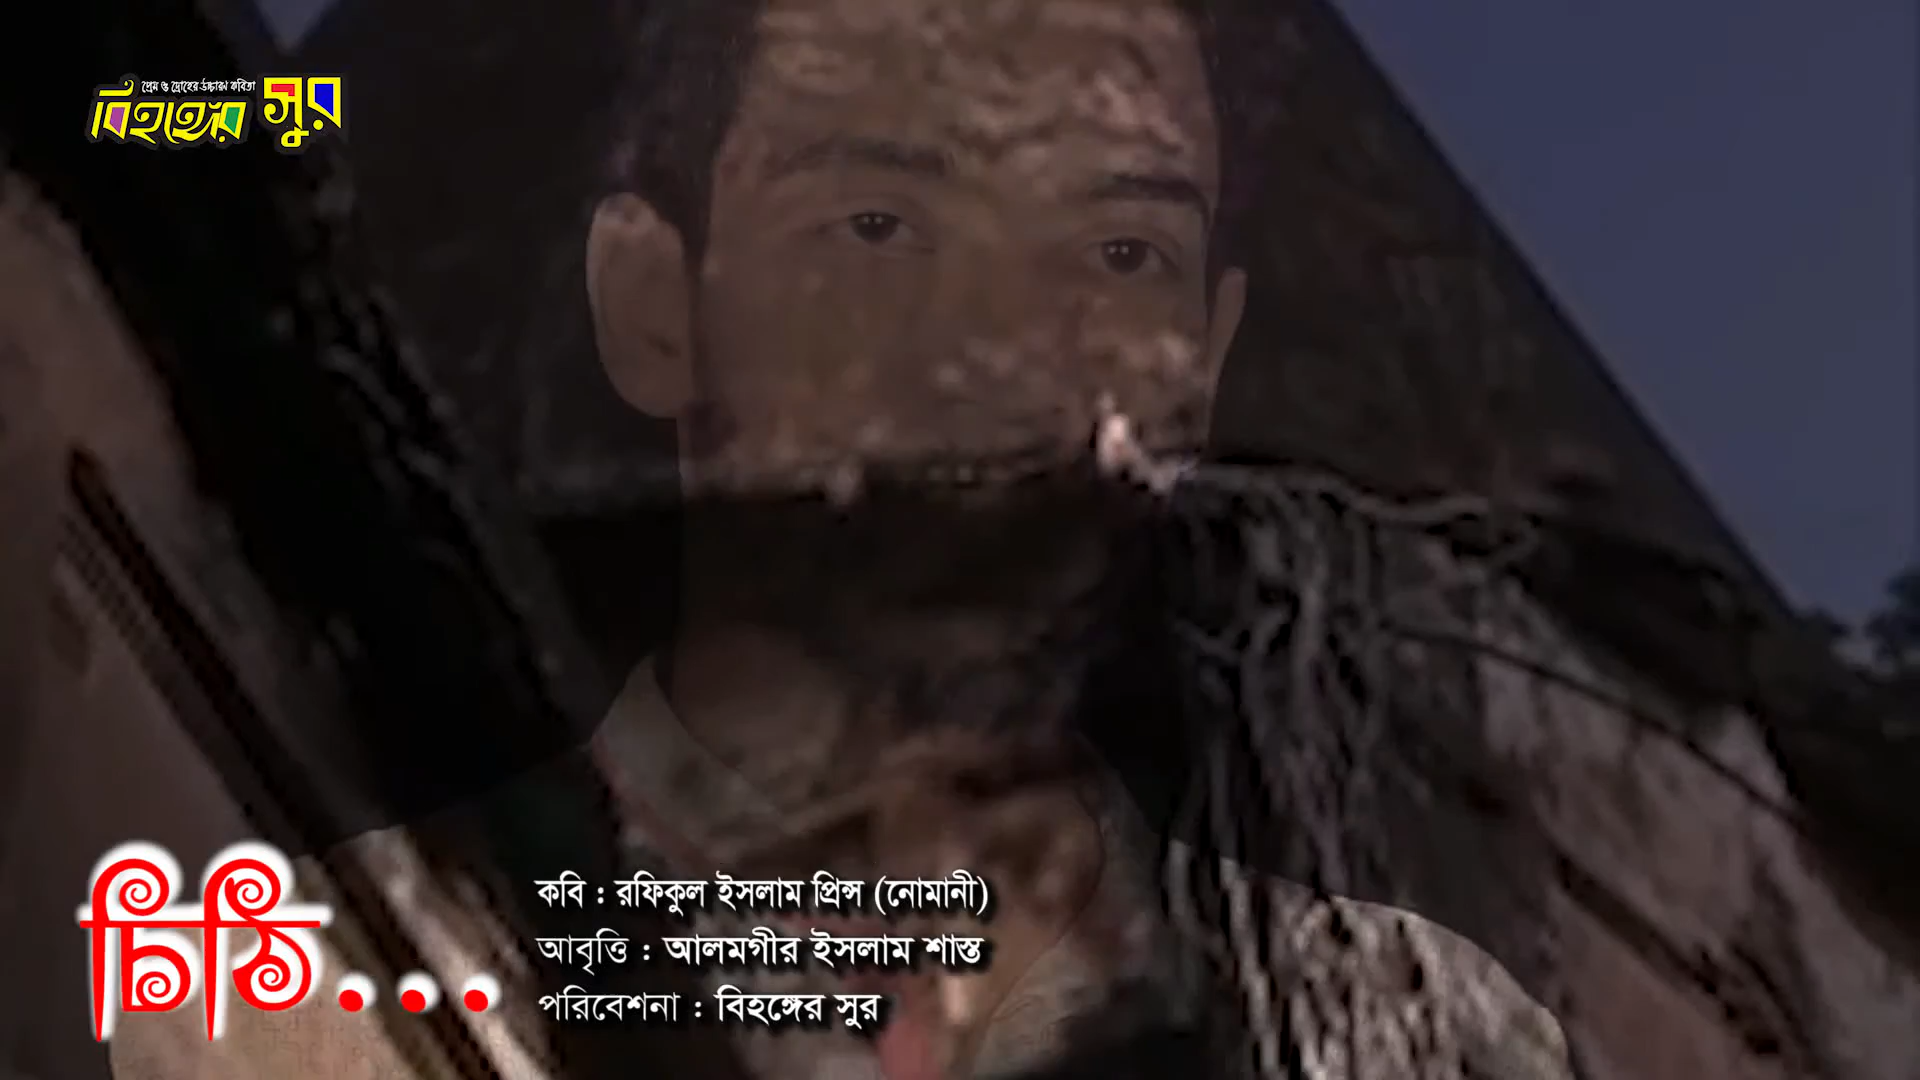 প্রেম ও দ্রোহের উচ্চারণ কবিতা
বিহঙ্গের সুর
চিঠি...
কবি : রফিকুল ইসলাম প্রিন্স (নোমানী)
আবৃত্তি : আলমগীর ইসলাম শান্ত
পরিবেশনা : বিহঙ্গের সুর